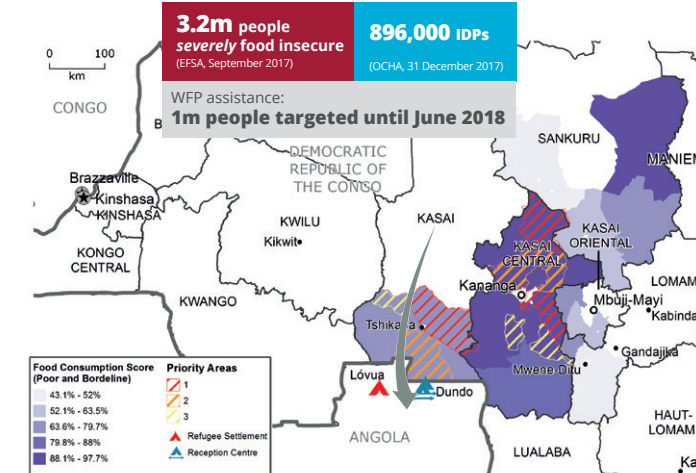 3.2m people
severely food insecure
(EFSA, September 2017)
896,000 IDPs
(OCHA, 31 December 2017)
WFP assistance:
1m people targeted until June 2018
0 100
km
CONGO
B
DEMOCRATIC
REPUBLIC OF
THE CONGO
SANKURU
MANIEM
Brazzaville
Kinshasa
KINSHASA
KONGO
CENTRAL
KWILU
Kikwit
KWANGO
KASAI
KASAI
CENTRAL
KASAI
ORIENTAL
Kananga
Mbuji-Mayi
LOMAM
Kabinda
Tshikapa
Gandajika
Mwene-Ditu
Lóvua
Dundo
ANGOLA
LUALABA
HAUT-
LOMAM
Ka
Food Consumption Score
(Poor and Bordeline)
43.1% - 52%
52.1% - 63.5%
63.6% - 79.7%
79.8% - 88%
88.1% - 97.7%
Priority Areas
1
2
3
Refugee Settlement
Reception Centre